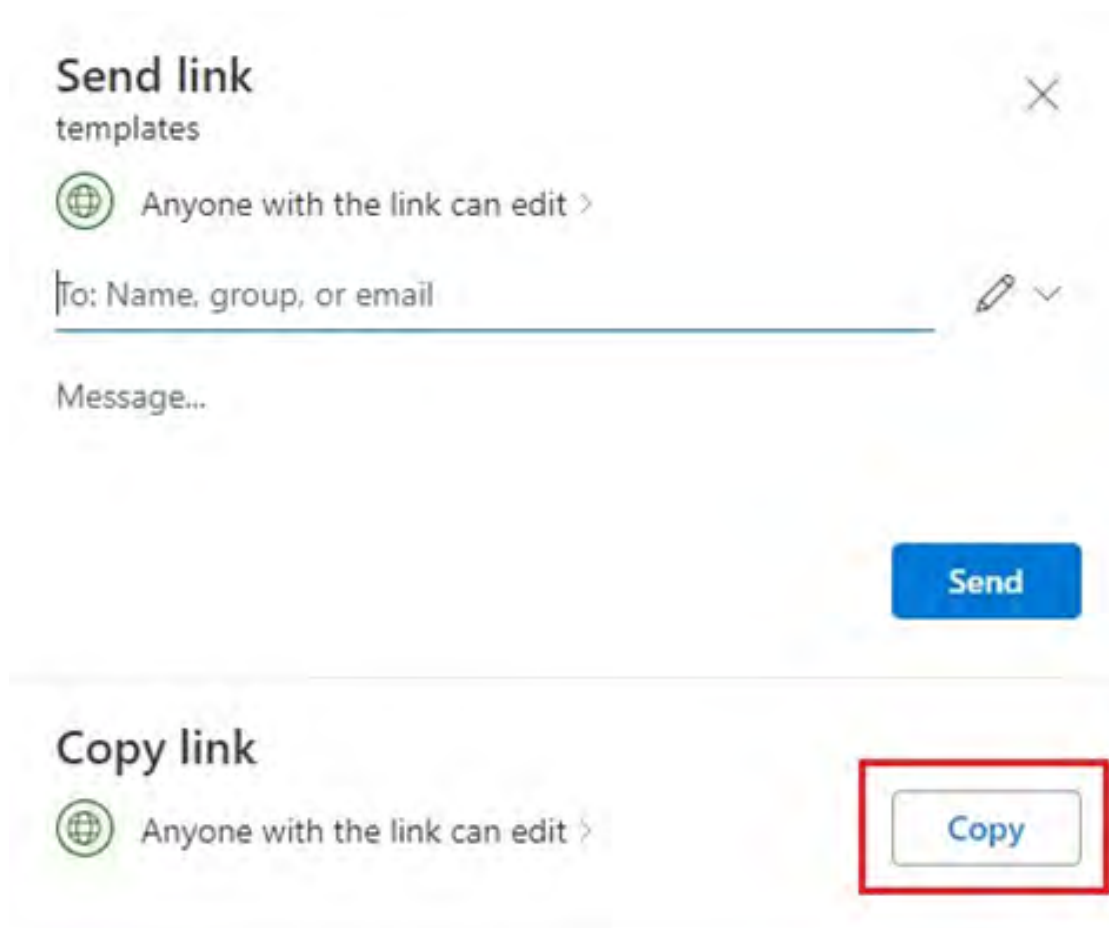 Send link
templates
Anyone with the link can edit >
To: Name, group, or email
Message...
Send
Copy link
Anyone with the link can edit >
Copy